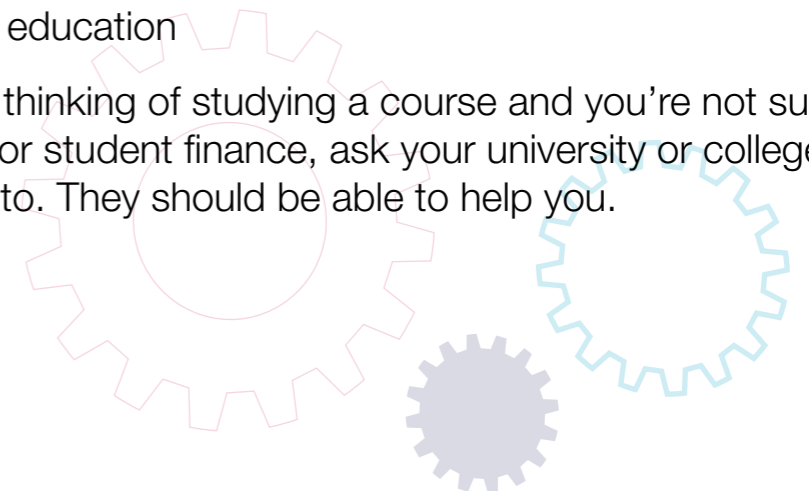 education
thinking of studying a course and you're not su
or student finance, ask your university or college
to. They should be able to help you.